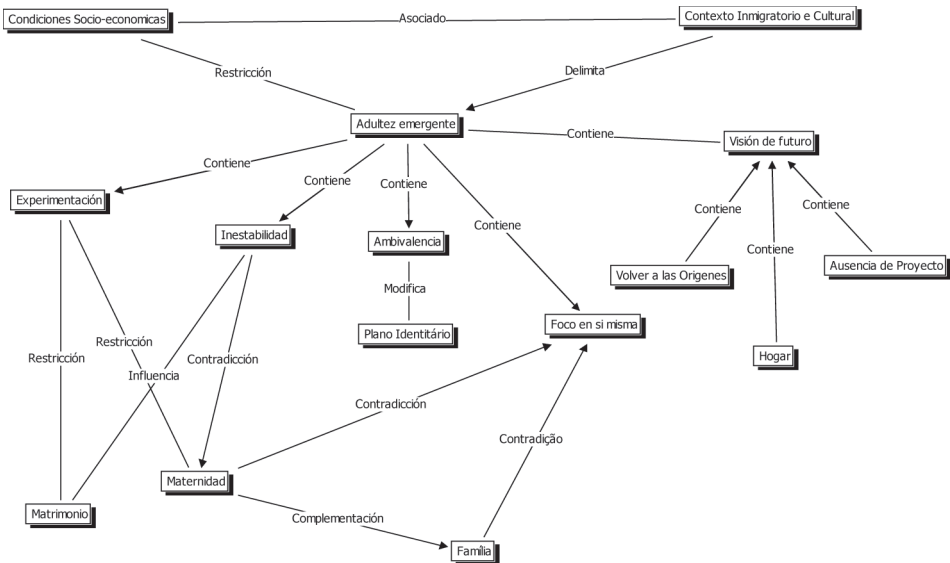 Condiciones Socio-economicas
Asociado
Contexto Inmigratorio e Cultural
Restricción
Delimita
Adultez emergente
Contiene
Visión de futuro
Contiene
Experimentación
Contiene
Contiene
Contiene
Contiene
Contiene
Contiene
Inestabilidad
Ambivalencia
Contiene
Volver a las Origenes
Ausencia de Proyecto
Modifica
Plano Identitário
Foco en si misma
Hogar
Restricción
Restricción
Influencia
Contradicción
Contradicción
Contradição
Maternidad
Matrimonio
Complementación
Família